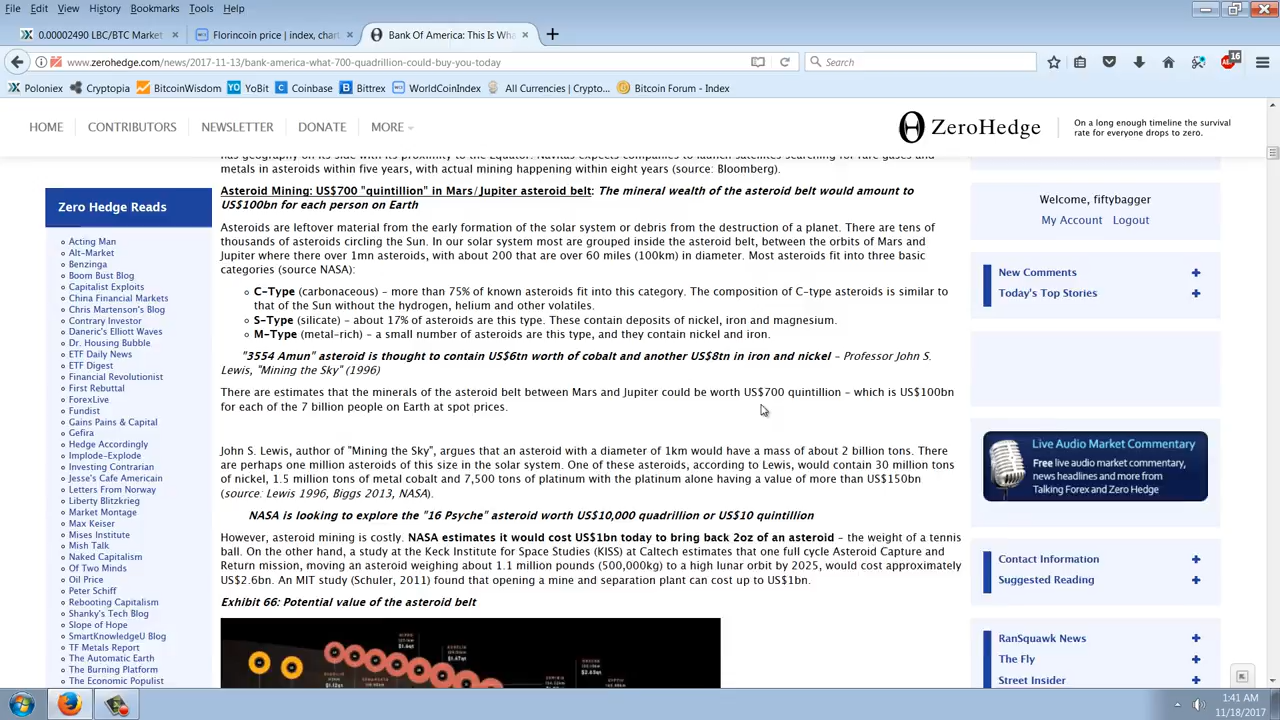 File Edit View History Bookmarks Tools Help
0.00002490 LBC/BTC Market × Florincoin price | index, chart × Bank Of America: This Is Wha ×
www.zerohedge.com/news/2017-11-13/bank-america-what-700-quadrillion-could-buy-you-today Search 16
Poloniex Cryptopia BitcoinWisdom YoBit Coinbase Bittrex WorldCoinIndex All Currencies | Crypto... Bitcoin Forum - Index
HOME CONTRIBUTORS NEWSLETTER DONATE MORE
ZeroHedge
On a long enough timeline the survival
rate for everyone drops to zero.
has geography on its side with its proximity to the Equator. Navitas expects companies to launch satellites searching for rare gases and
metals in asteroids within five years, with actual mining happening within eight years (source: Bloomberg).
Asteroid Mining: US$700 "quintillion" in Mars/Jupiter asteroid belt: The mineral wealth of the asteroid belt would amount to
US$100bn for each person on Earth
Asteroids are leftover material from the early formation of the solar system or debris from the destruction of a planet. There are tens of
thousands of asteroids circling the Sun. In our solar system most are grouped inside the asteroid belt, between the orbits of Mars and
Jupiter where there over 1mn asteroids, with about 200 that are over 60 miles (100km) in diameter. Most asteroids fit into three basic
categories (source NASA):
C-Type (carbonaceous) – more than 75% of known asteroids fit into this category. The composition of C-type asteroids is similar to
that of the Sun without the hydrogen, helium and other volatiles.
S-Type (silicate) – about 17% of asteroids are this type. These contain deposits of nickel, iron and magnesium.
M-Type (metal-rich) – a small number of asteroids are this type, and they contain nickel and iron.
"3554 Amun" asteroid is thought to contain US$6tn worth of cobalt and another US$8tn in iron and nickel – Professor John S.
Lewis, "Mining the Sky" (1996)
There are estimates that the minerals of the asteroid belt between Mars and Jupiter could be worth US$700 quintillion – which is US$100bn
for each of the 7 billion people on Earth at spot prices.
John S. Lewis, author of "Mining the Sky", argues that an asteroid with a diameter of 1km would have a mass of about 2 billion tons. There
are perhaps one million asteroids of this size in the solar system. One of these asteroids, according to Lewis, would contain 30 million tons
of nickel, 1.5 million tons of metal cobalt and 7,500 tons of platinum with the platinum alone having a value of more than US$150bn
(source: Lewis 1996, Biggs 2013, NASA).
NASA is looking to explore the "16 Psyche" asteroid worth US$10,000 quadrillion or US$10 quintillion
However, asteroid mining is costly. NASA estimates it would cost US$1bn today to bring back 2oz of an asteroid – the weight of a tennis
ball. On the other hand, a study at the Keck Institute for Space Studies (KISS) at Caltech estimates that one full cycle Asteroid Capture and
Return mission, moving an asteroid weighing about 1.1 million pounds (500,000kg) to a high lunar orbit by 2025, would cost approximately
US$2.6bn. An MIT study (Schuler, 2011) found that opening a mine and separation plant can cost up to US$1bn.
Exhibit 66: Potential value of the asteroid belt
Zero Hedge Reads
Acting Man
Alt-Market
Benzinga
Boom Bust Blog
Capitalist Exploits
China Financial Markets
Chris Martenson's Blog
Contrary Investor
Daneric's Elliott Waves
Dr. Housing Bubble
ETF Daily News
ETF Digest
Financial Revolutionist
First Rebuttal
ForexLive
Fundist
Gains Pains & Capital
Gefira
Hedge Accordingly
Implode-Explode
Investing Contrarian
Jesse's Cafe Americain
Letters From Norway
Liberty Blitzkrieg
Market Montage
Max Keiser
Mises Institute
Mish Talk
Naked Capitalism
Of Two Minds
Oil Price
Peter Schiff
Rebooting Capitalism
Shanky's Tech Blog
Slope of Hope
SmartKnowledgeU Blog
TF Metals Report
The Automatic Earth
The Burning Platform
The Economic Populist
Welcome, fiftybagger
My Account Logout
New Comments +
Today's Top Stories +
Live Audio Market Commentary
Free live audio market commentary,
news headlines and more from
Talking Forex and Zero Hedge
Contact Information +
Suggested Reading +
RanSquawk News +
The Fly +
Street Insider +
1:41 AM
11/18/2017